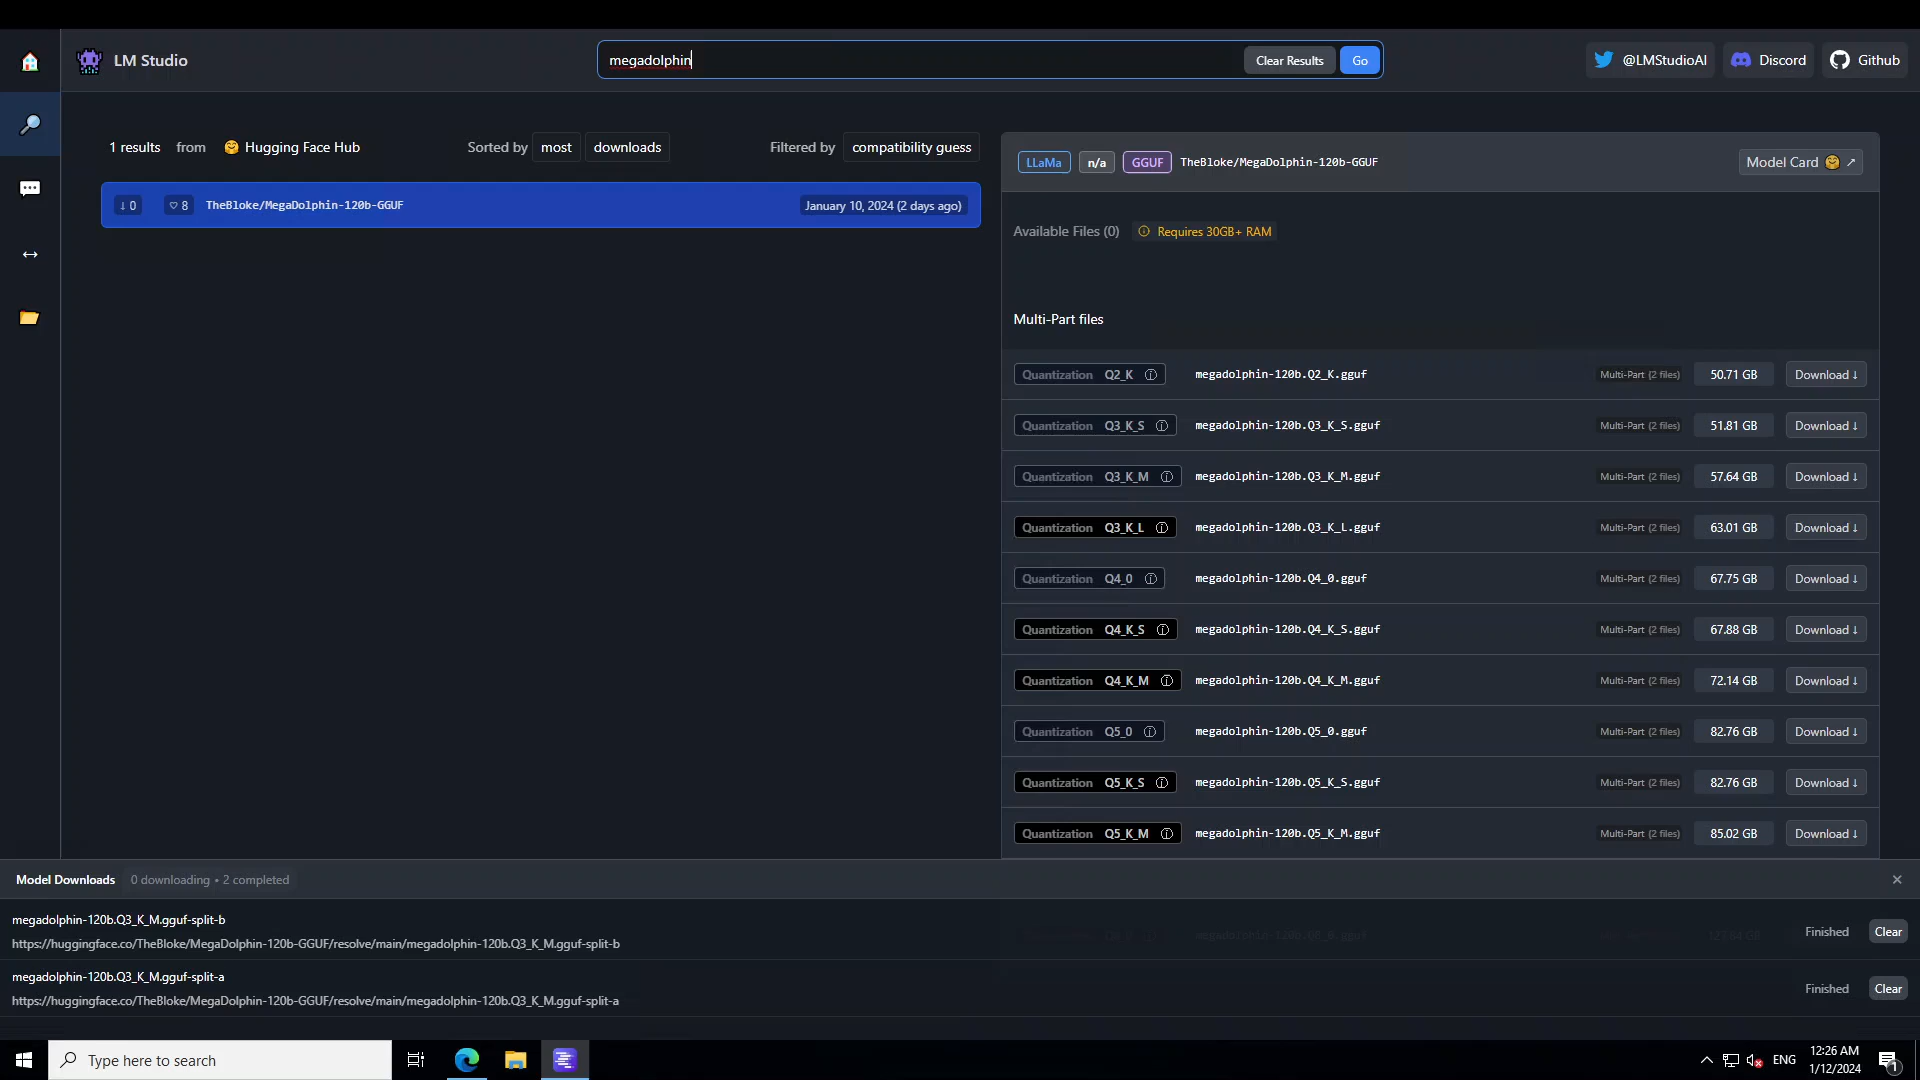 LM Studio
megadolphin
Clear Results
Go
@LMStudioAI
Discord
Github
1 results from Hugging Face Hub
Sorted by most downloads
Filtered by compatibility guess
↓ 0
♡ 8
TheBloke/MegaDolphin-120b-GGUF
January 10, 2024 (2 days ago)
LLaMa n/a GGUF TheBloke/MegaDolphin-120b-GGUF
Model Card ↗
Available Files (0) Requires 30GB+ RAM
Multi-Part files
Quantization Q2_K megadolphin-120b.Q2_K.gguf Multi-Part (2 files) 50.71 GB Download ↓
Quantization Q3_K_S megadolphin-120b.Q3_K_S.gguf Multi-Part (2 files) 51.81 GB Download ↓
Quantization Q3_K_M megadolphin-120b.Q3_K_M.gguf Multi-Part (2 files) 57.64 GB Download ↓
Quantization Q3_K_L megadolphin-120b.Q3_K_L.gguf Multi-Part (2 files) 63.01 GB Download ↓
Quantization Q4_0 megadolphin-120b.Q4_0.gguf Multi-Part (2 files) 67.75 GB Download ↓
Quantization Q4_K_S megadolphin-120b.Q4_K_S.gguf Multi-Part (2 files) 67.88 GB Download ↓
Quantization Q4_K_M megadolphin-120b.Q4_K_M.gguf Multi-Part (2 files) 72.14 GB Download ↓
Quantization Q5_0 megadolphin-120b.Q5_0.gguf Multi-Part (2 files) 82.76 GB Download ↓
Quantization Q5_K_S megadolphin-120b.Q5_K_S.gguf Multi-Part (2 files) 82.76 GB Download ↓
Quantization Q5_K_M megadolphin-120b.Q5_K_M.gguf Multi-Part (2 files) 85.02 GB Download ↓
Model Downloads 0 downloading • 2 completed
megadolphin-120b.Q3_K_M.gguf-split-b
https://huggingface.co/TheBloke/MegaDolphin-120b-GGUF/resolve/main/megadolphin-120b.Q3_K_M.gguf-split-b
Finished Clear
megadolphin-120b.Q3_K_M.gguf-split-a
https://huggingface.co/TheBloke/MegaDolphin-120b-GGUF/resolve/main/megadolphin-120b.Q3_K_M.gguf-split-a
Finished Clear
Type here to search
ENG
12:26 AM
1/12/2024
1